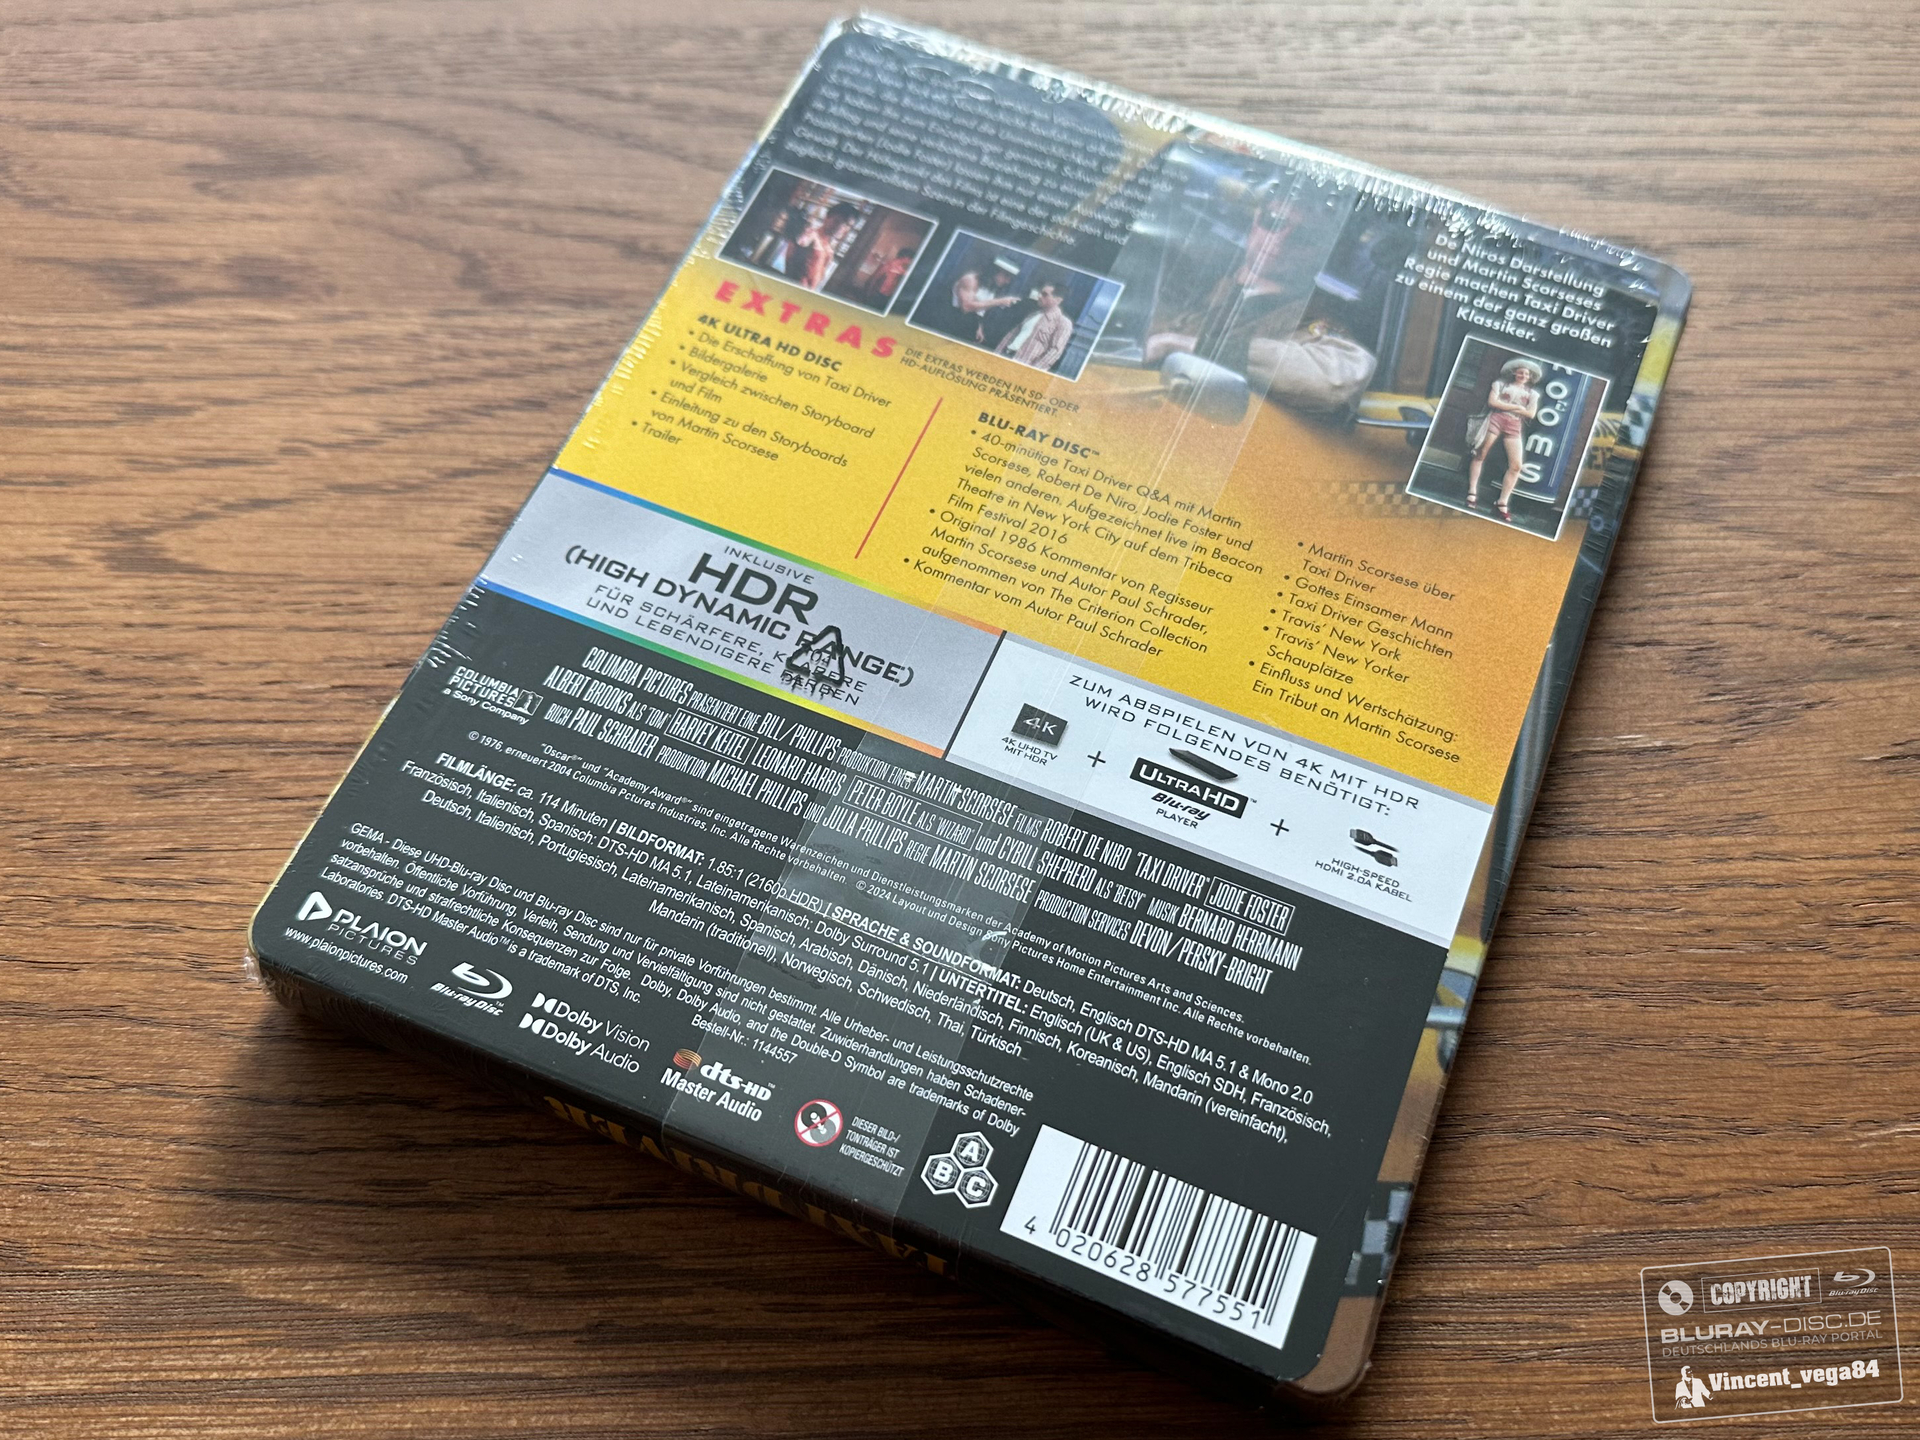 De Niros Darstellung
und Martin Scorseses
Regie machen Taxi Driver
zu einem der ganz großen
Klassiker.
ROOMS
EXTRAS
DIE EXTRAS WERDEN IN SD- ODER
HD-AUFLÖSUNG PRÄSENTIERT.
4K ULTRA HD DISC
• Die Erschaffung von Taxi Driver
• Bildergalerie
• Vergleich zwischen Storyboard
und Film
• Einleitung zu den Storyboards
von Martin Scorsese
• Trailer
BLU-RAY DISC™
• 40-minütige Taxi Driver Q&A mit Martin
Scorsese, Robert De Niro, Jodie Foster und
vielen anderen. Aufgezeichnet live im Beacon
Theatre in New York City auf dem Tribeca
Film Festival 2016
• Original 1986 Kommentar von Regisseur
Martin Scorsese und Autor Paul Schrader,
aufgenommen von The Criterion Collection
• Kommentar vom Autor Paul Schrader
• Martin Scorsese über
Taxi Driver
• Gottes Einsamer Mann
• Taxi Driver Geschichten
• Travis' New York
• Travis' New Yorker
Schauplätze
• Einfluss und Wertschätzung:
Ein Tribut an Martin Scorsese
INKLUSIVE
HDR
(HIGH DYNAMIC RANGE)
FÜR SCHÄRFERE, KLARERE
UND LEBENDIGERE FARBEN
ZUM ABSPIELEN VON 4K MIT HDR
WIRD FOLGENDES BENÖTIGT:
4K
4K UHD TV
MIT HDR
+
ULTRA HD
Blu-ray
PLAYER
+
HIGH-SPEED
HDMI 2.0A KABEL
COLUMBIA
PICTURES
a Sony Company
COLUMBIA PICTURES PRÄSENTIERT EINE BILL/PHILLIPS PRODUKTION EINES MARTIN SCORSESE FILMS ROBERT DE NIRO "TAXI DRIVER" JODIE FOSTER
ALBERT BROOKS ALS "TOM" HARVEY KEITEL LEONARD HARRIS PETER BOYLE ALS "WIZARD" und CYBILL SHEPHERD ALS "BETSY" MUSIK BERNARD HERRMANN
BUCH PAUL SCHRADER PRODUKTION MICHAEL PHILLIPS UND JULIA PHILLIPS REGIE MARTIN SCORSESE PRODUCTION SERVICES DEVON/PERSKY-BRIGHT
"Oscar®" und "Academy Award®" sind eingetragene Warenzeichen und Dienstleistungsmarken der Academy of Motion Pictures Arts and Sciences.
© 1976, erneuert 2004 Columbia Pctures Industries, Inc. Alle Rechte vorbehalten. © 2024 Layout und Design Sony Pictures Home Entertainment Inc. Alle Rechte vorbehalten.
FILMLÄNGE: ca. 114 Minuten | BILDFORMAT: 1.85:1 (2160p HDR) | SPRACHE & SOUNDFORMAT: Deutsch, Englisch DTS-HD MA 5.1 & Mono 2.0
Französisch, Italienisch, Spanisch: DTS-HD MA 5.1, Lateinamerikanisch: Dolby Surround 5.1 | UNTERTITEL: Englisch (UK & US), Englisch SDH, Französisch,
Deutsch, Italienisch, Portugiesisch, Lateinamerikanisch, Spanisch, Arabisch, Dänisch, Niederländisch, Finnisch, Koreanisch, Mandarin (vereinfacht),
Mandarin (traditionell), Norwegisch, Schwedisch, Thai, Türkisch
GEMA - Diese UHD-Blu-ray Disc und Blu-ray Disc sind nur für private Vorführungen bestimmt. Alle Urheber- und Leistungsschutzrechte
vorbehalten. Öffentliche Vorführung, Verleih, Sendung und Vervielfältigung sind nicht gestattet. Zuwiderhandlungen haben Schadener-
satzansprüche und strafrechtliche Konsequenzen zur Folge. Dolby, Dolby Audio, and the Double-D Symbol are trademarks of Dolby
Laboratories. DTS-HD Master Audio™ is a trademark of DTS, Inc. Bestell-Nr.: 1144557
PLAION
PICTURES
www.plaionpictures.com
Blu-ray Disc
Dolby Vision
Dolby Audio
dts-HD
Master Audio
DIESER BILD-/
TONTRÄGER IST
KOPIERGESCHÜTZT
A
B
C
4 020628 577551
TAXI DRIVER
COPYRIGHT
Blu-ray Disc
BLURAY-DISC.DE
DEUTSCHLANDS BLU-RAY PORTAL
Vincent_vega84